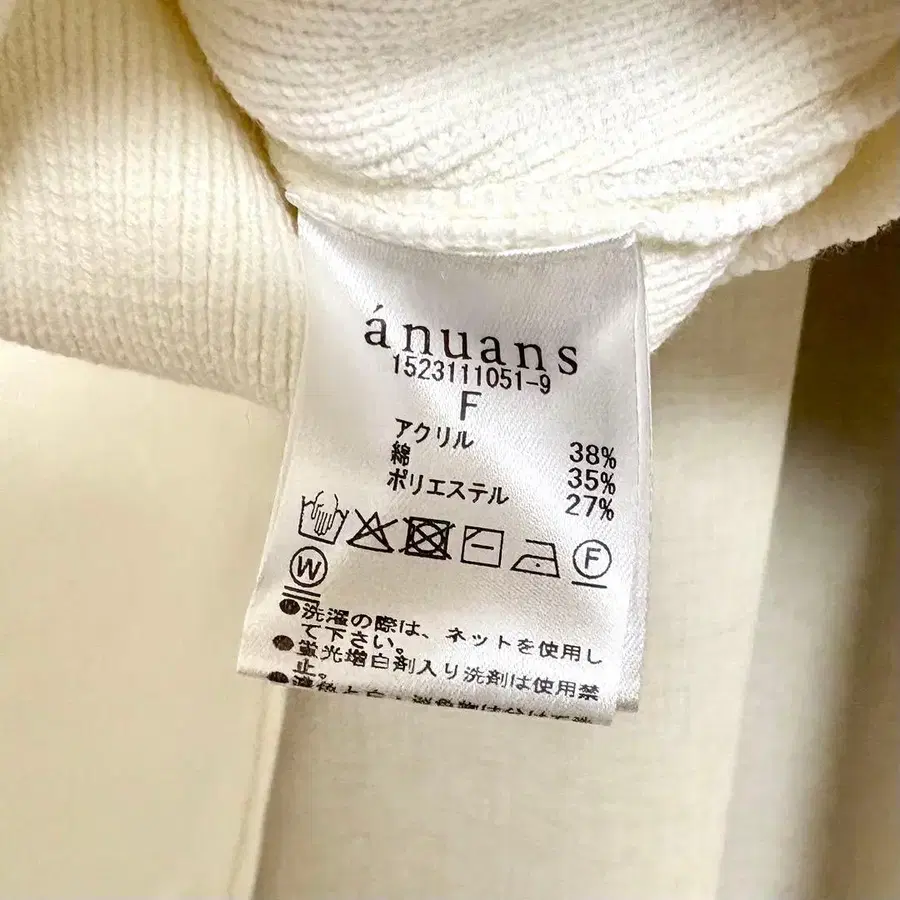 ánuans
1523111051-9
F
アクリル 38%
綿 35%
ポリエステル 27%
F
W
●洗濯の際は、ネットを使用し
て下さい。
●蛍光増白剤入り洗剤は使用禁
止。